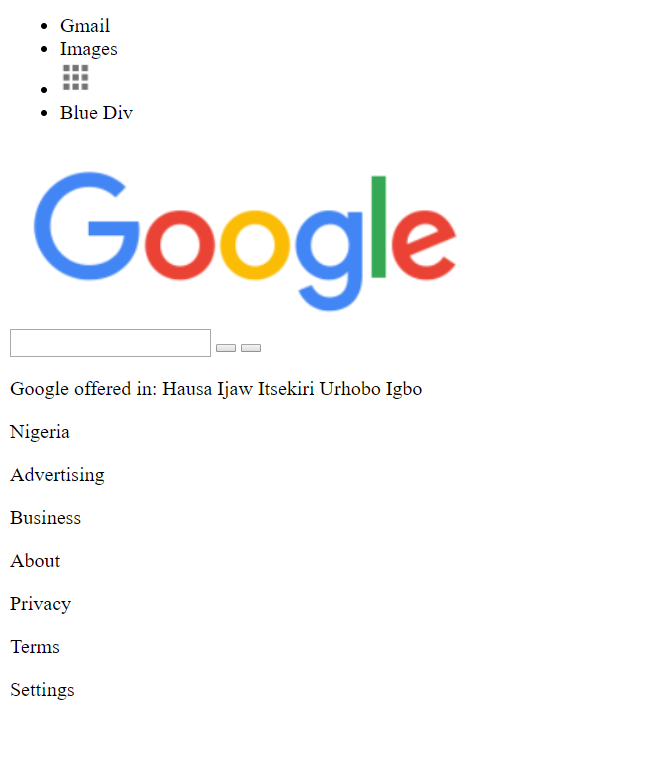 Gmail
Images
Blue Div
Google
Google offered in: Hausa Ijaw Itsekiri Urhobo Igbo
Nigeria
Advertising
Business
About
Privacy
Terms
Settings